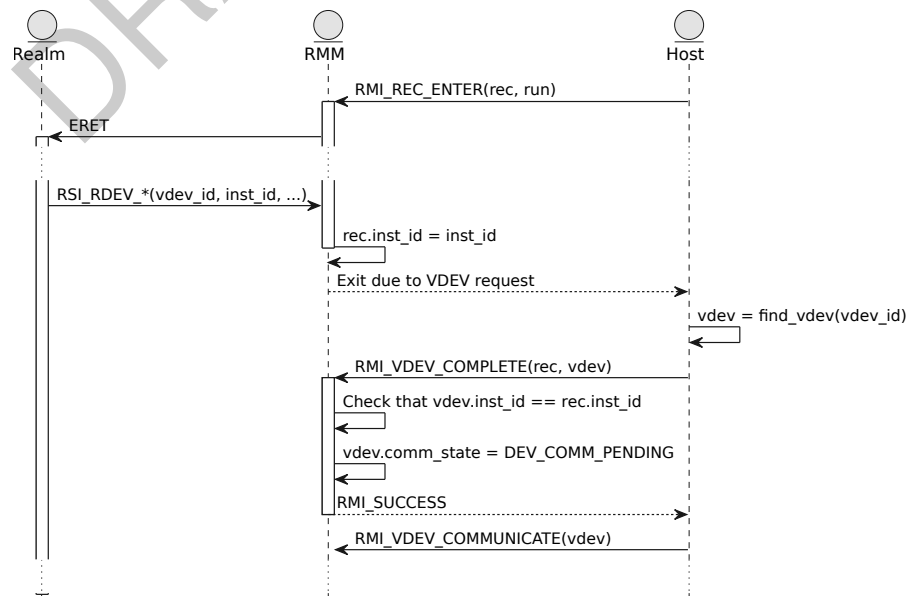 Realm
RMM
Host
RMI_REC_ENTER(rec, run)
ERET
RSI_RDEV_*(vdev_id, inst_id, ...)
rec.inst_id = inst_id
Exit due to VDEV request
vdev = find_vdev(vdev_id)
RMI_VDEV_COMPLETE(rec, vdev)
Check that vdev.inst_id == rec.inst_id
vdev.comm_state = DEV_COMM_PENDING
RMI_SUCCESS
RMI_VDEV_COMMUNICATE(vdev)